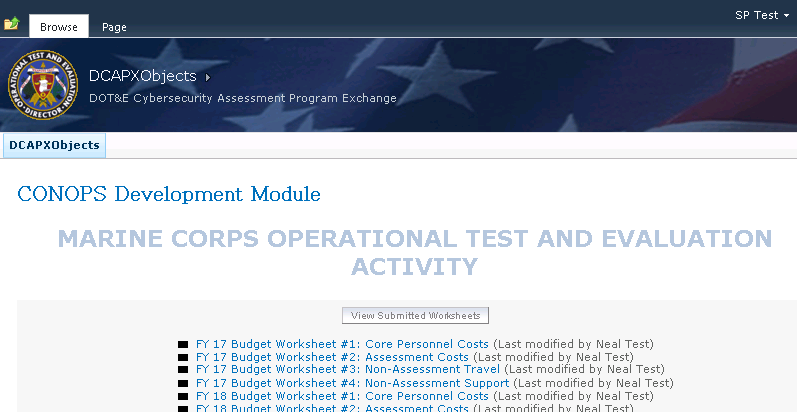 SP Test
Browse
Page
OPERATIONAL TEST AND EVALUATION
DIRECTOR
DCAPXObjects
DOT&E Cybersecurity Assessment Program Exchange
DCAPXObjects
CONOPS Development Module
MARINE CORPS OPERATIONAL TEST AND EVALUATION
ACTIVITY
View Submitted Worksheets
FY 17 Budget Worksheet #1: Core Personnel Costs (Last modified by Neal Test)
FY 17 Budget Worksheet #2: Assessment Costs (Last modified by Neal Test)
FY 17 Budget Worksheet #3: Non-Assessment Travel (Last modified by Neal Test)
FY 17 Budget Worksheet #4: Non-Assessment Support (Last modified by Neal Test)
FY 18 Budget Worksheet #1: Core Personnel Costs (Last modified by Neal Test)
FY 18 Budget Worksheet #2: Assessment Costs (Last modified by Neal Test)